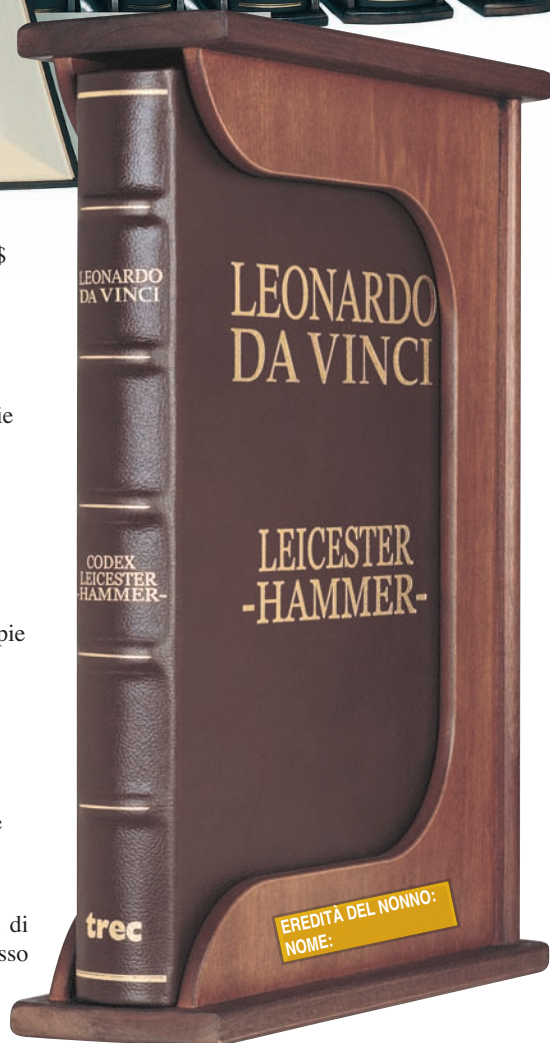 $
ie
pie
e
di
sso
LEONARDO
DA VINCI
CODEX
LEICESTER
-HAMMER-
trec
LEONARDO
DA VINCI
LEICESTER
-HAMMER-
EREDITÀ DEL NONNO:
NOME: